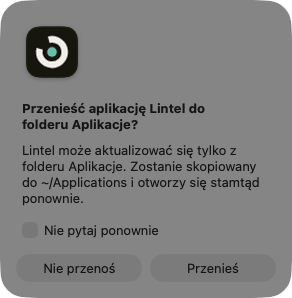 Przenieść aplikację Lintel do
folderu Aplikacje?
Lintel może aktualizować się tylko z
folderu Aplikacje. Zostanie skopiowany
do ~/Applications i otworzy się stamtąd
ponownie.
Nie pytaj ponownie
Nie przenoś
Przenieś